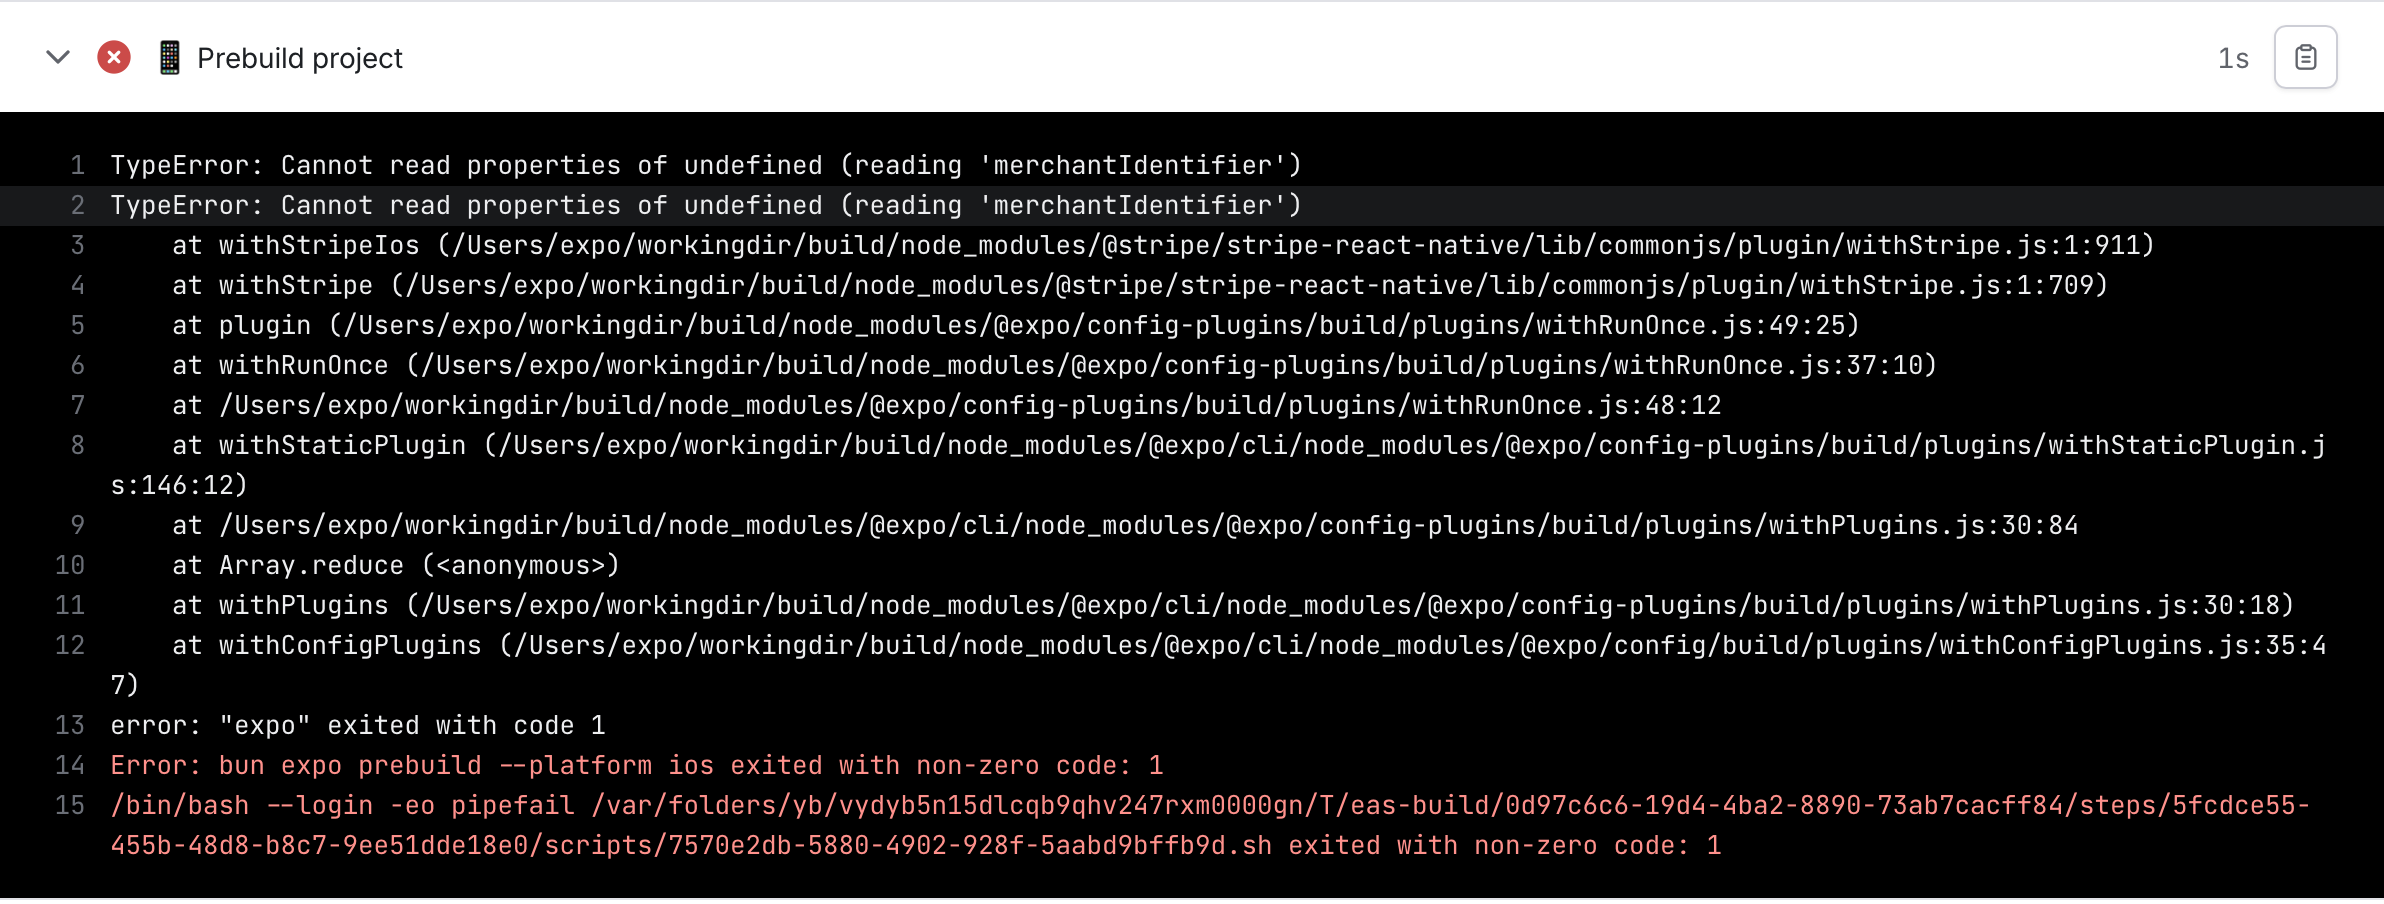 Prebuild project
1s
1 TypeError: Cannot read properties of undefined (reading 'merchantIdentifier')
2 TypeError: Cannot read properties of undefined (reading 'merchantIdentifier')
3 at withStripeIos (/Users/expo/workingdir/build/node_modules/@stripe/stripe-react-native/lib/commonjs/plugin/withStripe.js:1:911)
4 at withStripe (/Users/expo/workingdir/build/node_modules/@stripe/stripe-react-native/lib/commonjs/plugin/withStripe.js:1:709)
5 at plugin (/Users/expo/workingdir/build/node_modules/@expo/config-plugins/build/plugins/withRunOnce.js:49:25)
6 at withRunOnce (/Users/expo/workingdir/build/node_modules/@expo/config-plugins/build/plugins/withRunOnce.js:37:10)
7 at /Users/expo/workingdir/build/node_modules/@expo/config-plugins/build/plugins/withRunOnce.js:48:12
8 at withStaticPlugin (/Users/expo/workingdir/build/node_modules/@expo/cli/node_modules/@expo/config-plugins/build/plugins/withStaticPlugin.j
s:146:12)
9 at /Users/expo/workingdir/build/node_modules/@expo/cli/node_modules/@expo/config-plugins/build/plugins/withPlugins.js:30:84
10 at Array.reduce (<anonymous>)
11 at withPlugins (/Users/expo/workingdir/build/node_modules/@expo/cli/node_modules/@expo/config-plugins/build/plugins/withPlugins.js:30:18)
12 at withConfigPlugins (/Users/expo/workingdir/build/node_modules/@expo/cli/node_modules/@expo/config/build/plugins/withConfigPlugins.js:35:4
7)
13 error: "expo" exited with code 1
14 Error: bun expo prebuild --platform ios exited with non-zero code: 1
15 /bin/bash --login -eo pipefail /var/folders/yb/vydyb5n15dlcqb9qhv247rxm0000gn/T/eas-build/0d97c6c6-19d4-4ba2-8890-73ab7cacff84/steps/5fcdce55-
455b-48d8-b8c7-9ee51dde18e0/scripts/7570e2db-5880-4902-928f-5aabd9bffb9d.sh exited with non-zero code: 1